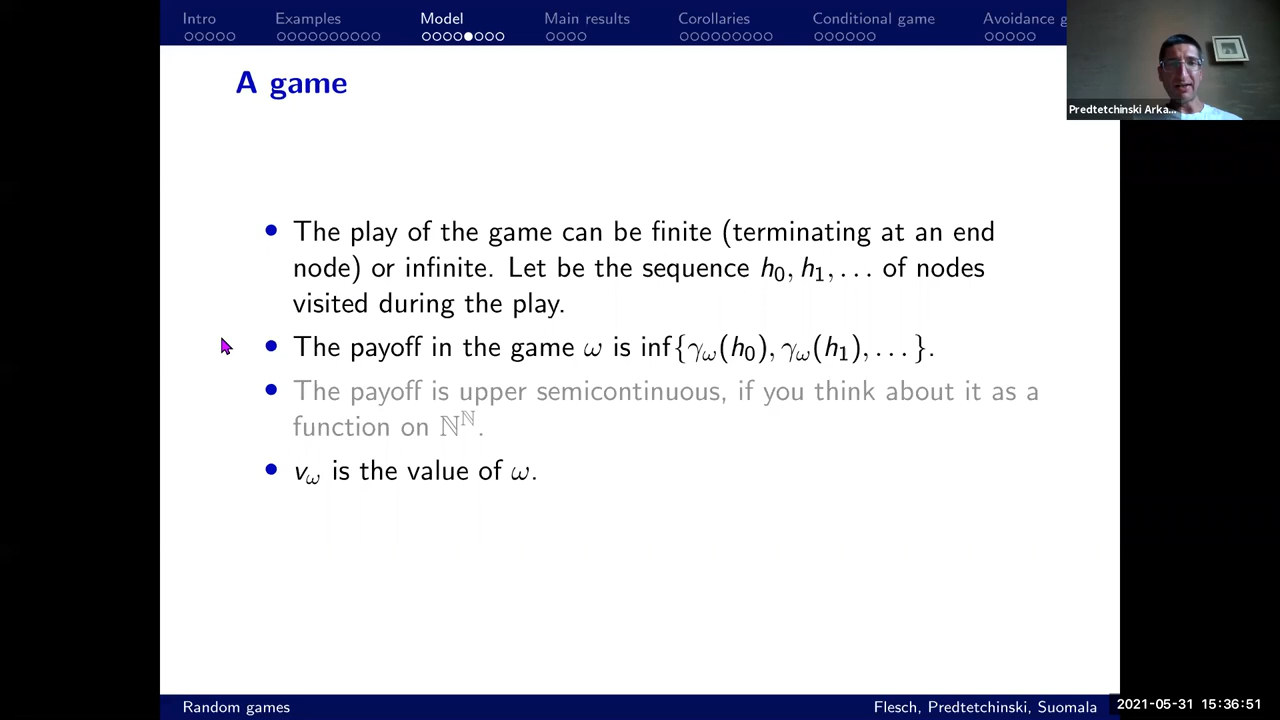 Intro Examples Model Main results Corollaries Conditional game Avoidance g
A game
Predtetchinski Arka...
• The play of the game can be finite (terminating at an end
node) or infinite. Let be the sequence h₀, h₁, … of nodes
visited during the play.
• The payoff in the game ω is inf{γ_ω(h₀), γ_ω(h₁), … }.
• The payoff is upper semicontinuous, if you think about it as a
function on ℕ^ℕ.
• v_ω is the value of ω.
Random games Flesch, Predtetchinski, Suomala 2021-05-31 15:36:51